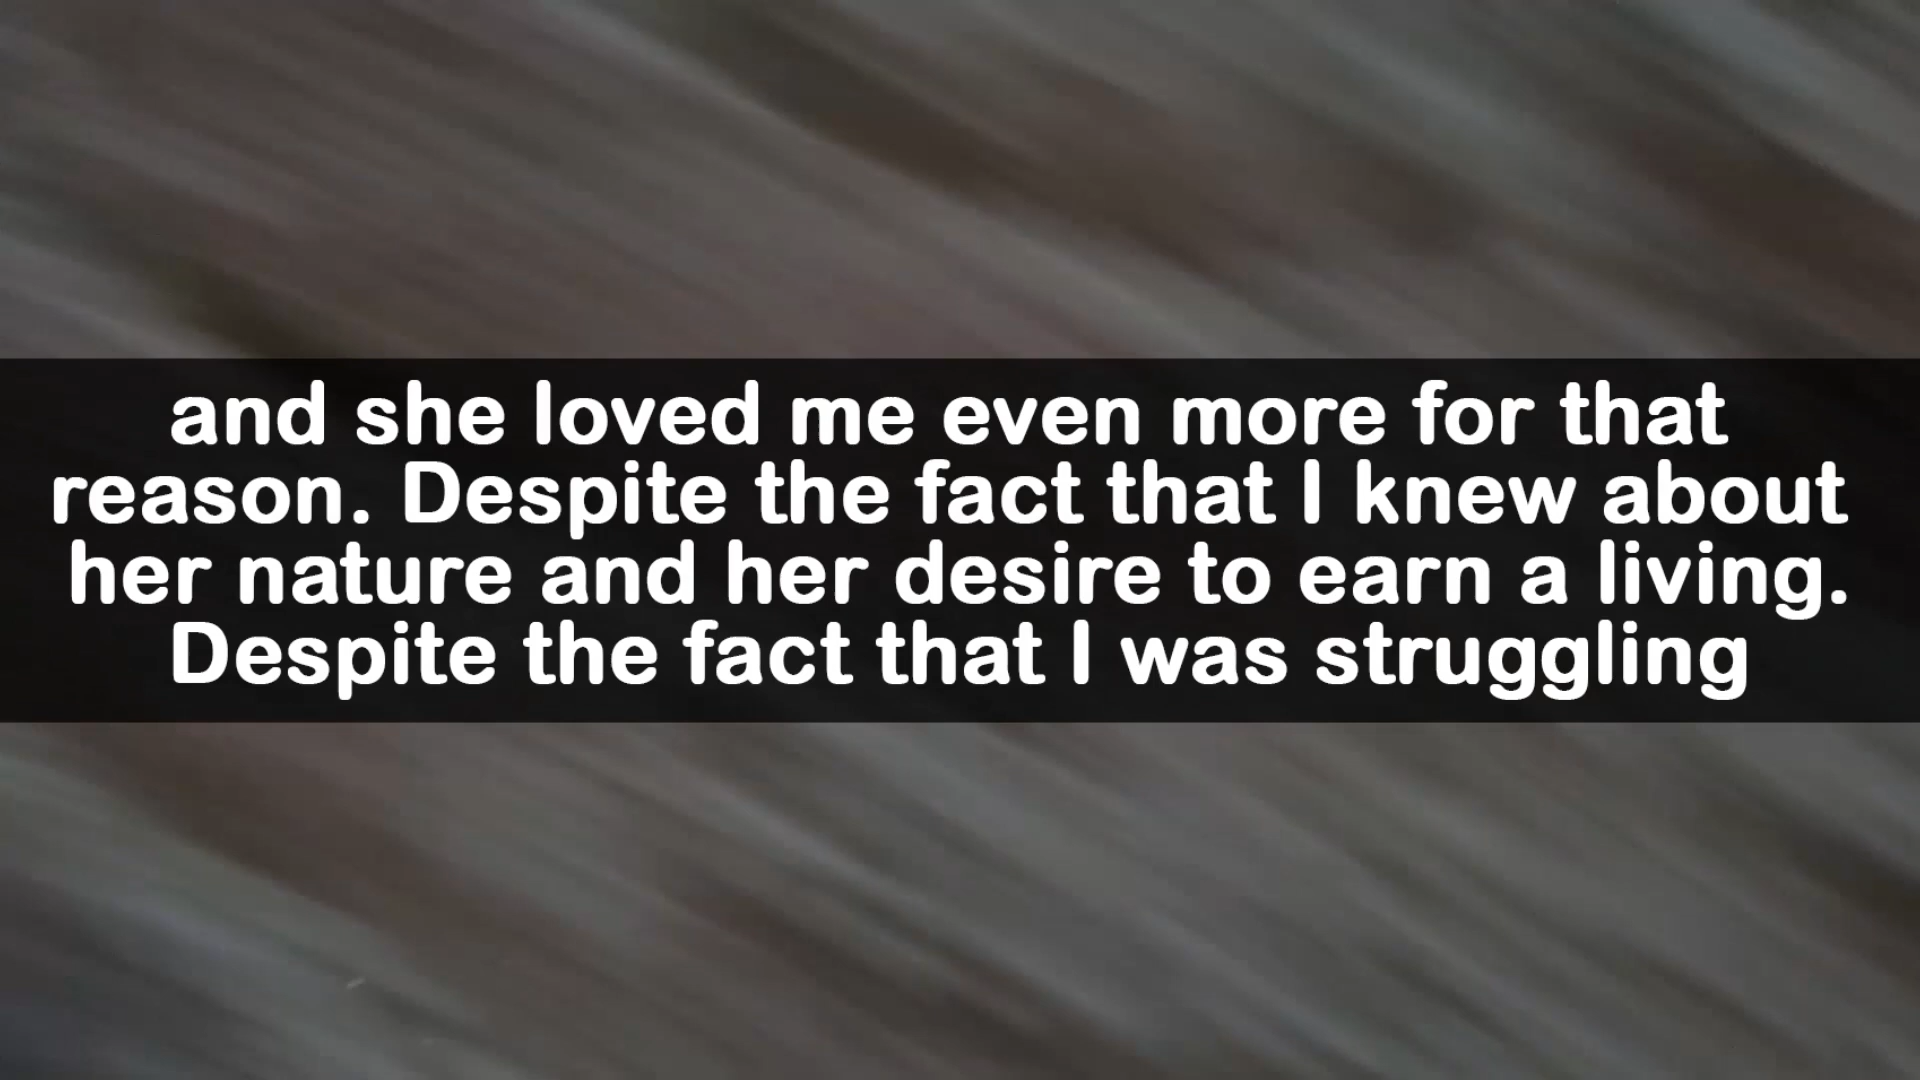 and she loved me even more for that
reason. Despite the fact that I knew about
her nature and her desire to earn a living.
Despite the fact that I was struggling